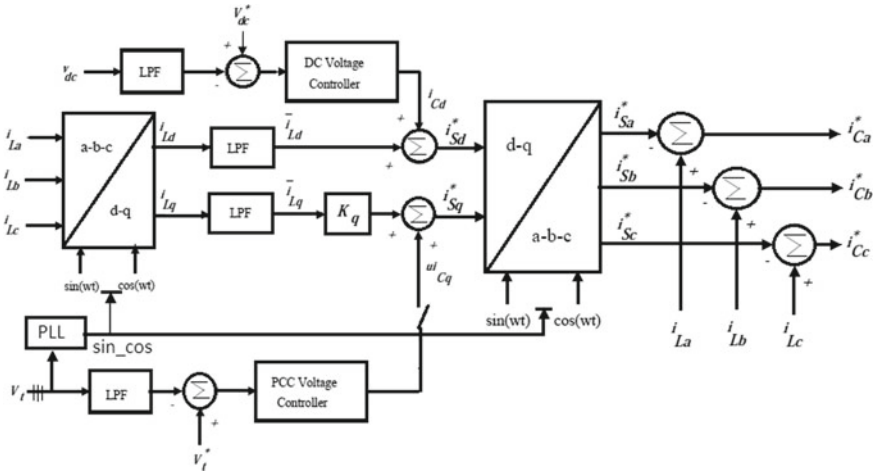 V*dc
vdc
LPF
-
+
Σ
DC Voltage
Controller
iCd
iLa
iLb
iLc
a-b-c
d-q
iLd
LPF
īLd
+
+
Σ
i*Sd
iLq
LPF
īLq
Kq
+
+
Σ
i*Sq
uiCq
d-q
a-b-c
i*Sa
-
+
Σ
i*Ca
i*Sb
-
+
Σ
i*Cb
i*Sc
-
+
Σ
i*Cc
sin(wt)
cos(wt)
sin(wt)
cos(wt)
iLa
iLb
iLc
PLL
sin_cos
Vt
LPF
-
+
Σ
PCC Voltage
Controller
V*t